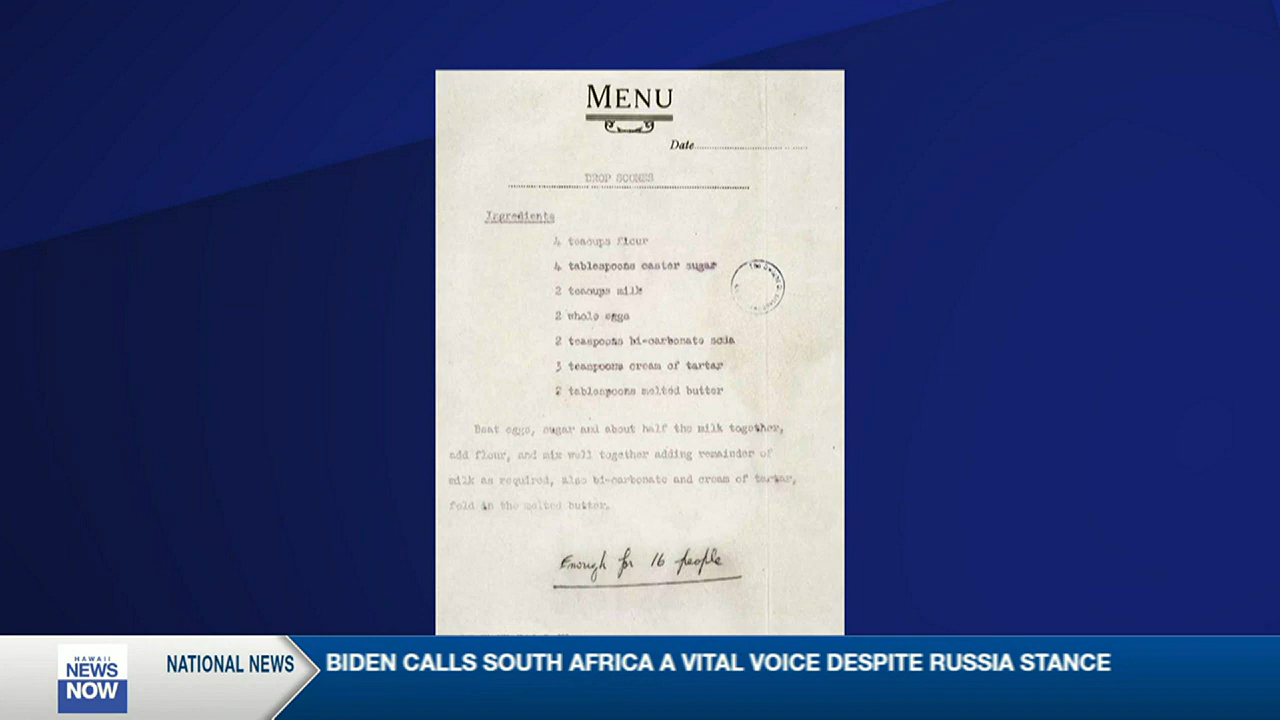 MENU
Date
DROP SCONES
Ingredients
4 teacups flour
4 tablespoons caster sugar
2 teacups milk
2 whole eggs
2 teaspoons bi-carbonate soda
3 teaspoons cream of tartar
2 tablespoons melted butter
Beat eggs, sugar and about half the milk together,
add flour, and mix well together adding remainder of
milk as required, also bi-carbonate and cream of tartar,
fold in the melted butter.
Enough for 16 people
HAWAII
NEWS
NOW
NATIONAL NEWS
BIDEN CALLS SOUTH AFRICA A VITAL VOICE DESPITE RUSSIA STANCE